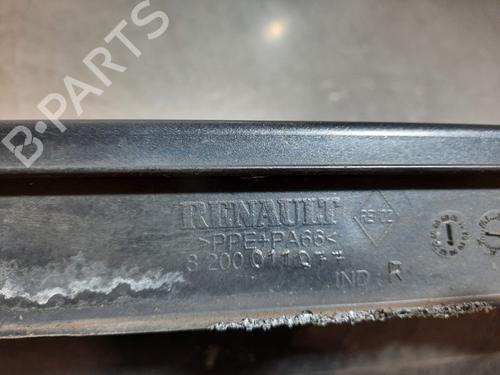 B-PARTS
RENAULT
>PPE+PA66<
8 200 011 0
IND R